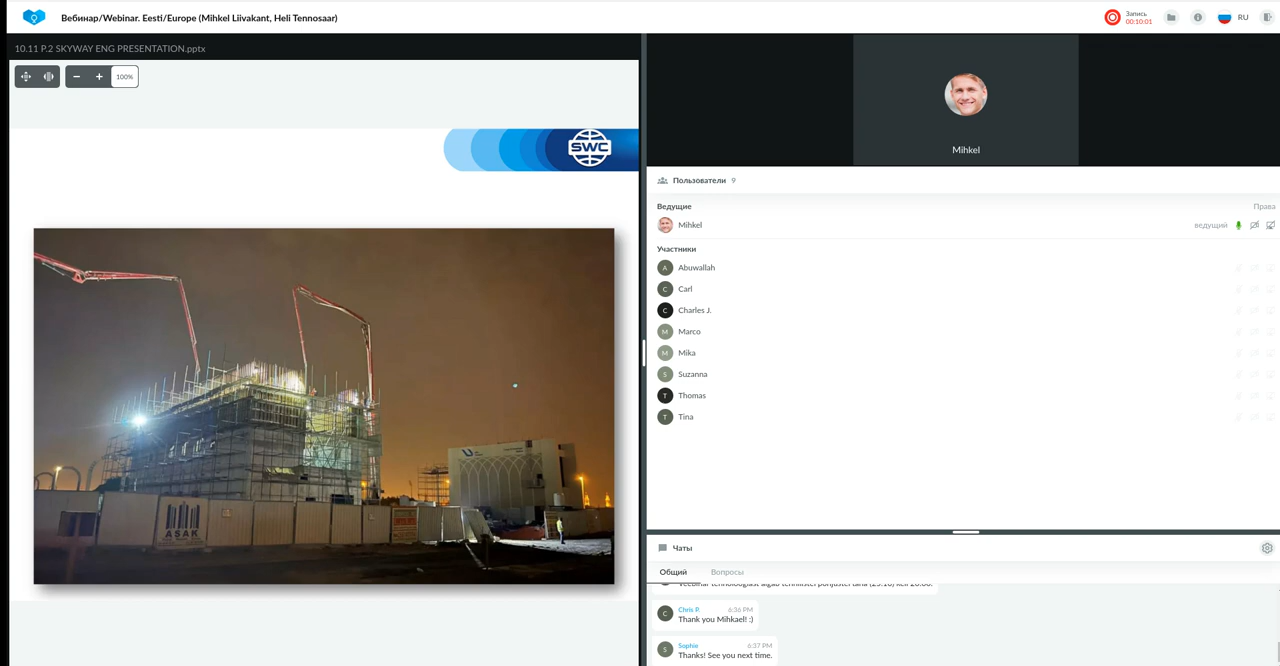 Вебинар/Webinar. Eesti/Europe (Mihkel Liivakant, Heli Tennosaar)
Запись
00:10:01
RU
10.11 P.2 SKYWAY ENG PRESENTATION.pptx
100%
SWC
ASAK
Mihkel
Пользователи 9
Ведущие Права
Mihkel ведущий
Участники
A Abuwallah
C Carl
C Charles J.
M Marco
M Mika
S Suzanna
T Thomas
T Tina
Чаты
Общий Вопросы
C Chris P. 6:36 PM
Thank you Mihkael! :)
S Sophie 6:37 PM
Thanks! See you next time.